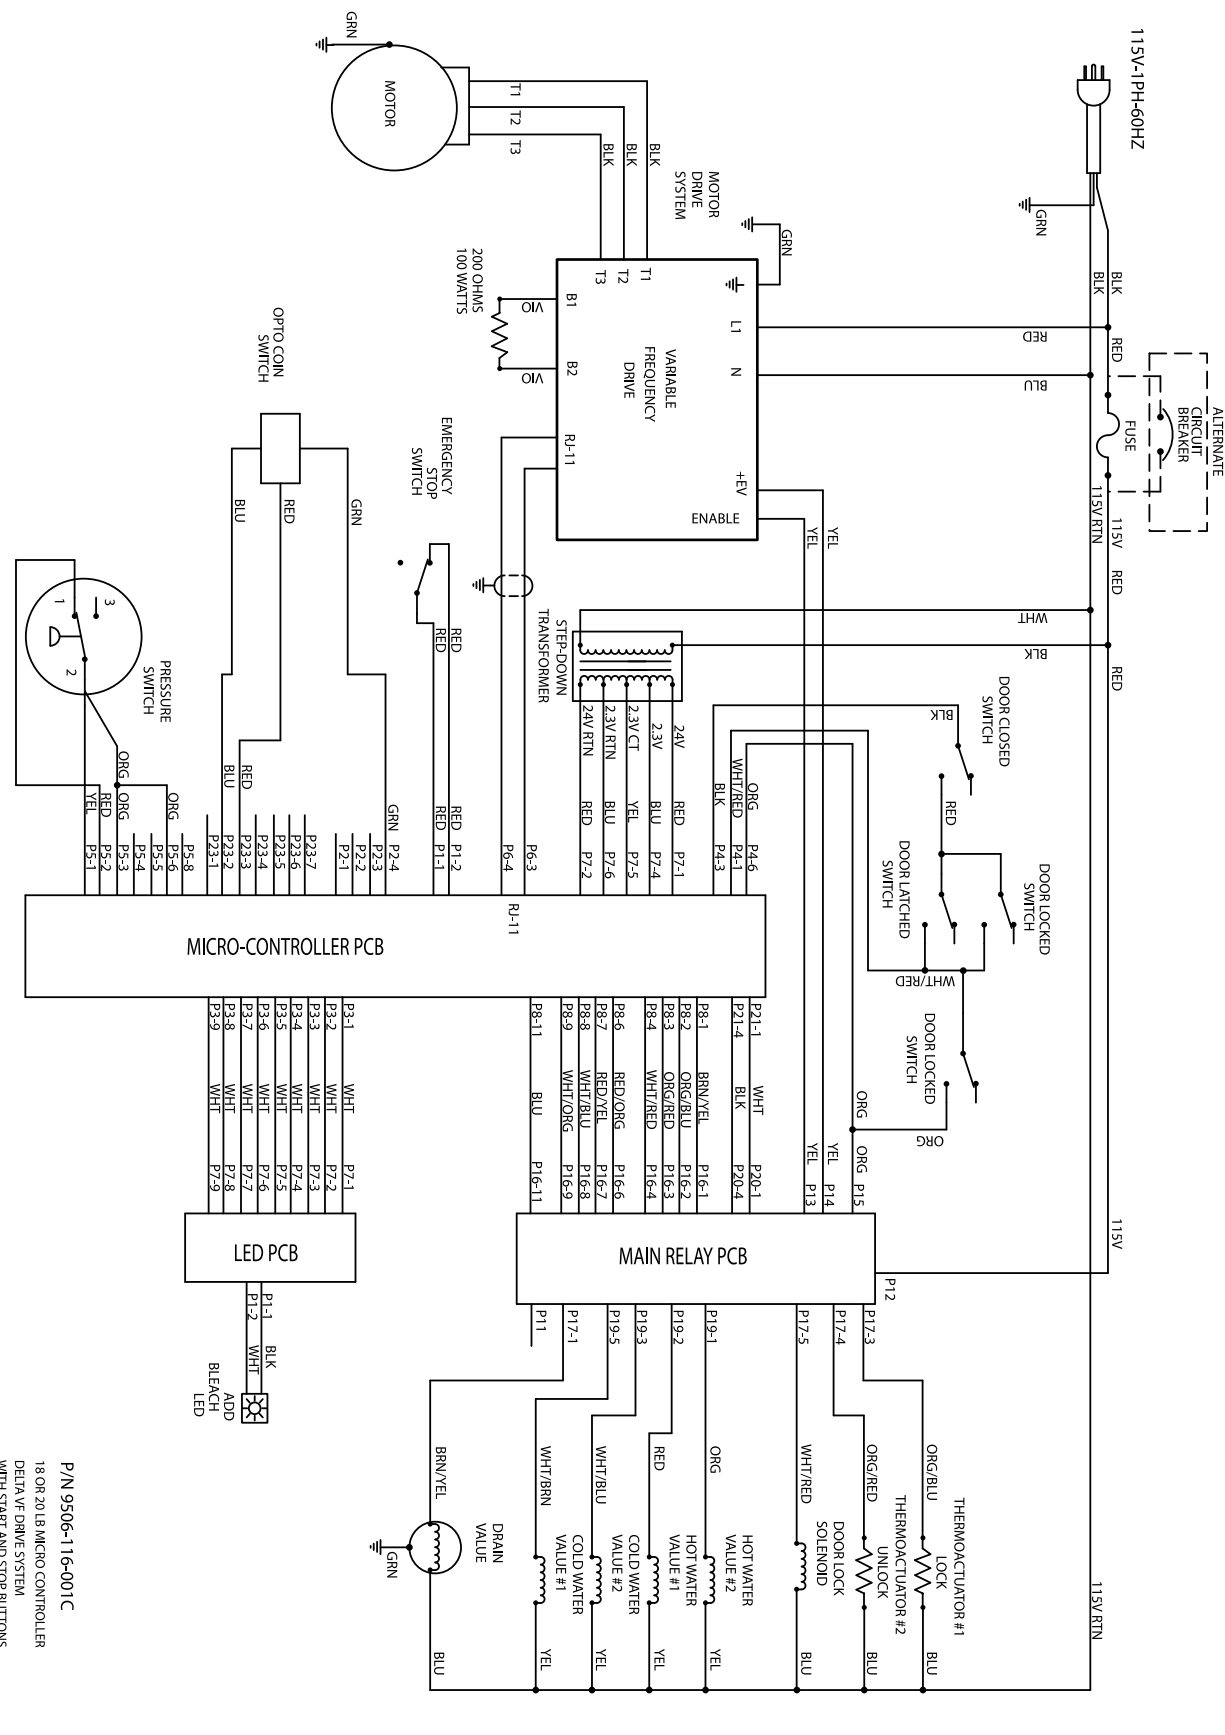 115V-1PH-60HZ
GRN
BLK
BLK
RED
ALTERNATE
CIRCUIT
BREAKER
FUSE
115V RTN
115V
RED
RED
115V
115V RTN
RED
BLU
WHT
BLK
GRN
MOTOR
T1
T2
T3
BLK
BLK
BLK
MOTOR
DRIVE
SYSTEM
GRN
T1
T2
T3
L1
N
B1
B2
VARIABLE
FREQUENCY
DRIVE
RJ-11
+EV
ENABLE
VIO
VIO
200 OHMS
100 WATTS
YEL
YEL
OPTO COIN
SWITCH
BLU
RED
GRN
EMERGENCY
STOP
SWITCH
RED
RED
STEP-DOWN
TRANSFORMER
24V
2.3V
2.3V CT
2.3V RTN
24V RTN
RED
BLU
YEL
BLU
RED
P7-1
P7-4
P7-5
P7-6
P7-2
DOOR CLOSED
SWITCH
BLK
RED
DOOR LOCKED
SWITCH
DOOR LATCHED
SWITCH
WHT/RED
DOOR LOCKED
SWITCH
ORG
ORG
WHT/RED
BLK
P4-6
P4-1
P4-3
PRESSURE
SWITCH
1
2
3
ORG
ORG
ORG
RED
YEL
P5-8
P5-6
P5-5
P5-4
P5-3
P5-2
P5-1
BLU
RED
P23-7
P23-6
P23-5
P23-4
P23-3
P23-2
P23-1
GRN
P2-4
P2-3
P2-2
P2-1
RED
RED
P1-2
P1-1
P6-3
P6-4
RJ-11
MICRO-CONTROLLER PCB
P3-1
P3-2
P3-3
P3-4
P3-5
P3-6
P3-7
P3-8
P3-9
WHT
WHT
WHT
WHT
WHT
WHT
WHT
WHT
WHT
P7-1
P7-2
P7-3
P7-4
P7-5
P7-6
P7-7
P7-8
P7-9
LED PCB
P1-1
P1-2
BLK
WHT
ADD
BLEACH
LED
P21-1
P21-4
P8-1
P8-2
P8-3
P8-4
P8-6
P8-7
P8-8
P8-9
P8-11
WHT
BLK
BRN/YEL
ORG/BLU
ORG/RED
WHT/RED
RED/ORG
RED/YEL
WHT/BLU
WHT/ORG
BLU
P20-1
P20-4
P16-1
P16-2
P16-3
P16-4
P16-6
P16-7
P16-8
P16-9
P16-11
ORG
ORG
YEL
YEL
P15
P14
P13
P12
MAIN RELAY PCB
P17-3
P17-4
P17-5
P19-1
P19-2
P19-3
P19-5
P17-1
P11
ORG/BLU
ORG/RED
WHT/RED
ORG
RED
WHT/BLU
WHT/BRN
BRN/YEL
THERMOACTUATOR #1
LOCK
THERMOACTUATOR #2
UNLOCK
DOOR LOCK
SOLENOID
HOT WATER
VALUE #2
HOT WATER
VALUE #1
COLD WATER
VALUE #2
COLD WATER
VALUE #1
DRAIN
VALUE
GRN
BLU
BLU
BLU
YEL
YEL
YEL
YEL
BLU
P/N 9506-116-001C
18 OR 20 LB MICRO CONTROLLER
DELTA VF DRIVE SYSTEM
WITH START AND STOP BUTTONS